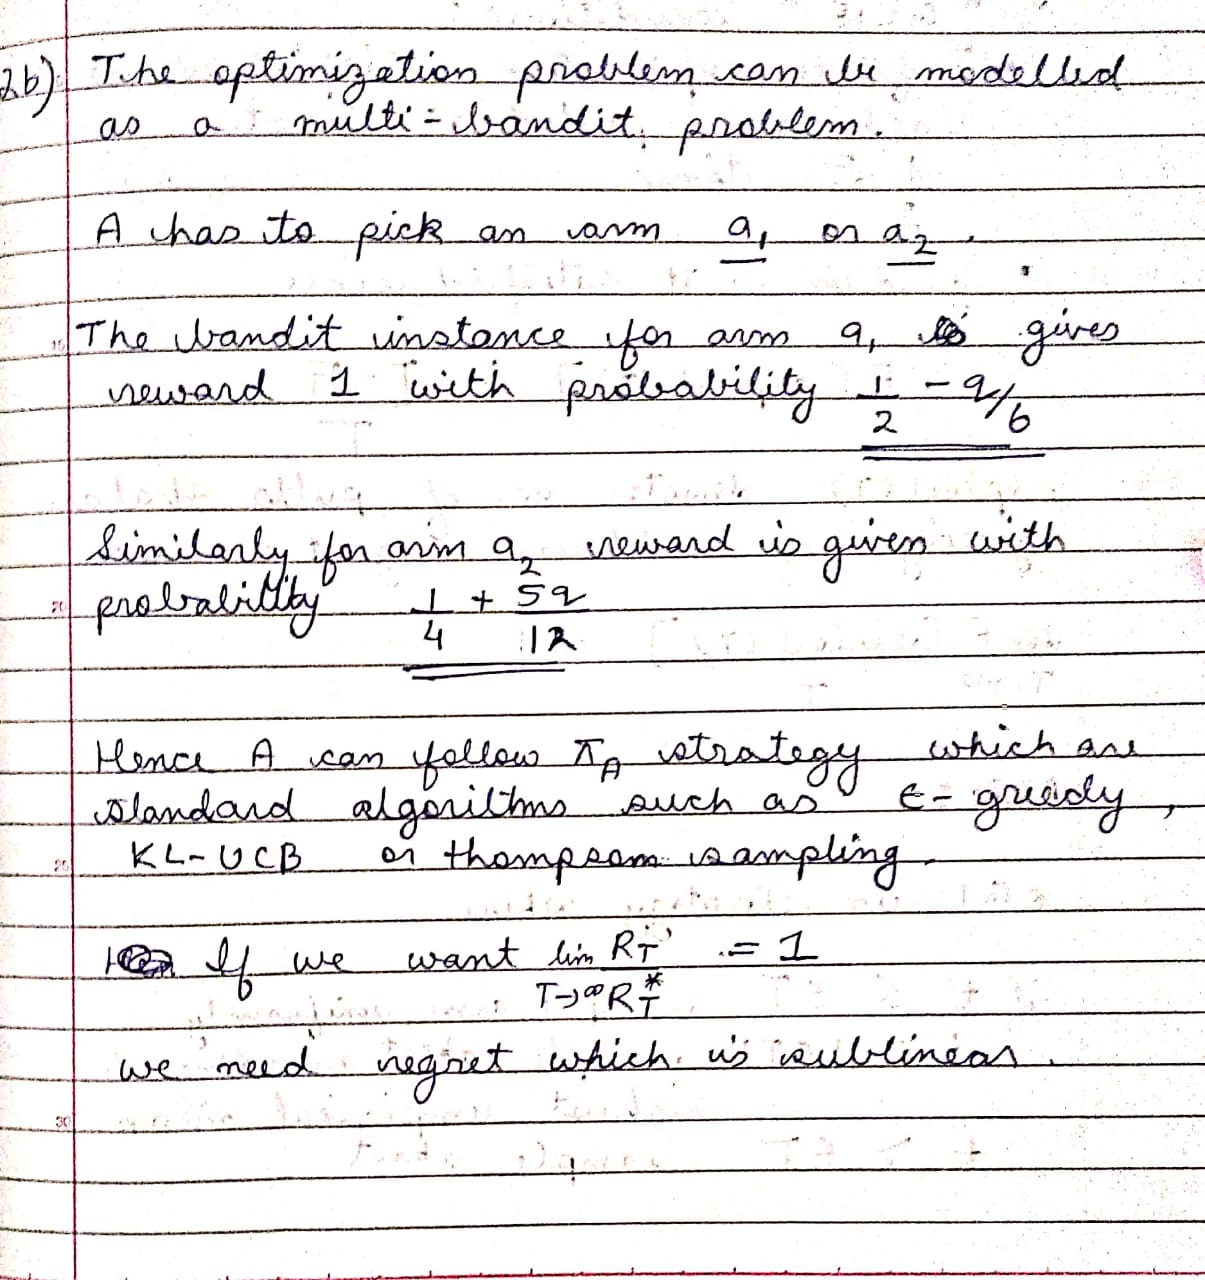 2b) The optimization problem can be modelled
as a multi-bandit problem.
A has to pick an arm a₁ or a₂.
The bandit instance for arm a₁ gives
reward 1 with probability 1/2 - q/6
Similarly for arm a₂ reward is given with
probability 1/4 + 5q/12
Hence A can follow π_A strategy which are
standard algorithms such as ϵ-greedy,
KL-UCB or thompsom sampling.
If we want lim T→∞ R_T' / R_T* = 1
we need regret which is sublinear.